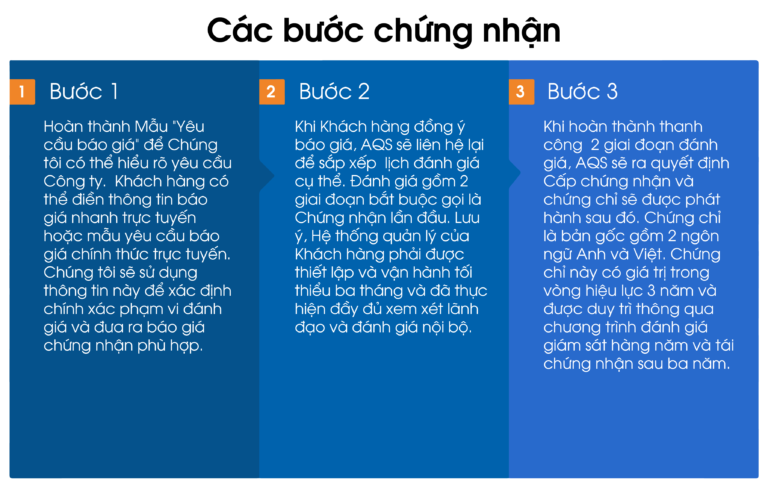 Các bước chứng nhận
1 Bước 1
Hoàn thành Mẫu "Yêu
cầu báo giá" để Chúng
tôi có thể hiểu rõ yêu cầu
Công ty. Khách hàng có
thể điền thông tin báo
giá nhanh trực tuyến
hoặc mẫu yêu cầu báo
giá chính thức trực tuyến.
Chúng tôi sẽ sử dụng
thông tin này để xác định
chính xác phạm vi đánh
giá và đưa ra báo giá
chứng nhận phù hợp.
2 Bước 2
Khi Khách hàng đồng ý
báo giá, AQS sẽ liên hệ lại
để sắp xếp lịch đánh giá
cụ thể. Đánh giá gồm 2
giai đoạn bắt buộc gọi là
Chứng nhận lần đầu. Lưu
ý, Hệ thống quản lý của
Khách hàng phải được
thiết lập và vận hành tối
thiểu ba tháng và đã thực
hiện đầy đủ xem xét lãnh
đạo và đánh giá nội bộ.
3 Bước 3
Khi hoàn thành thanh
công 2 giai đoạn đánh
giá, AQS sẽ ra quyết định
Cấp chứng nhận và
chứng chỉ sẽ được phát
hành sau đó. Chứng chỉ
là bản gốc gồm 2 ngôn
ngữ Anh và Việt. Chứng
chỉ này có giá trị trong
vòng hiệu lực 3 năm và
được duy trì thông qua
chương trình đánh giá
giám sát hàng năm và tái
chứng nhận sau ba năm.